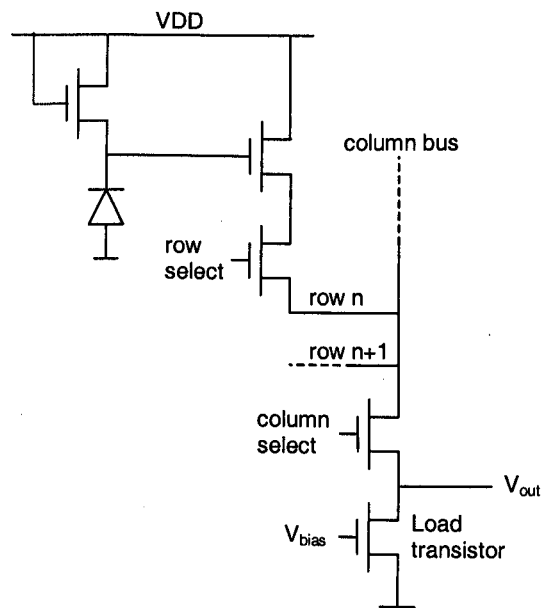 VDD
column bus
row
select
row n
row n+1
column
select
Vout
Vbias
Load
transistor